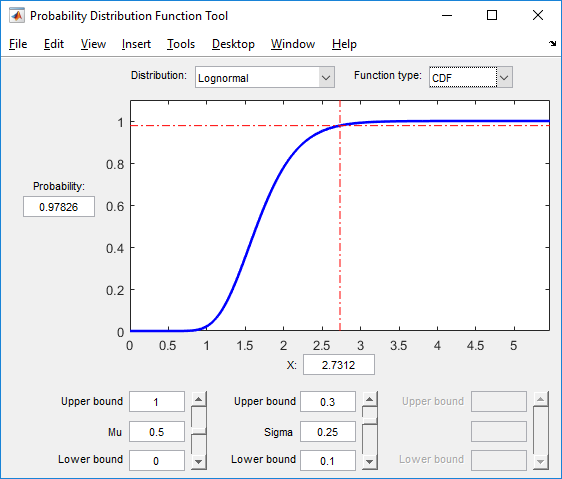 Probability Distribution Function Tool
File Edit View Insert Tools Desktop Window Help
Distribution: Lognormal Function type: CDF
1
0.8
Probability:
0.97826
0.6
0.4
0.2
0
0 0.5 1 1.5 2 2.5 3 3.5 4 4.5 5
X: 2.7312
Upper bound 1 Upper bound 0.3 Upper bound
Mu 0.5 Sigma 0.25
Lower bound 0 Lower bound 0.1 Lower bound